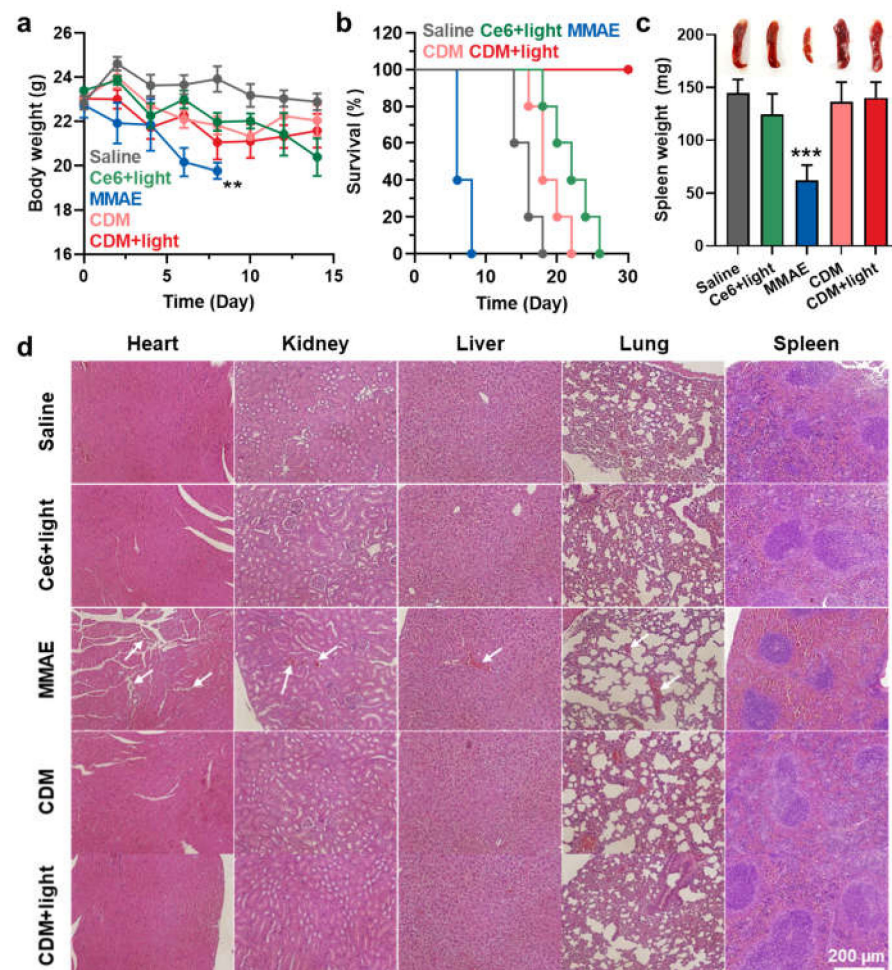 a
Body weight (g)
26
24
22
20
18
16
Saline
Ce6+light
MMAE
CDM
CDM+light
**
0 5 10 15
Time (Day)
b
Saline Ce6+light MMAE
CDM CDM+light
Survival (%)
120
100
80
60
40
20
0
0 10 20 30
Time (Day)
c
Spleen weight (mg)
200
150
100
50
0
***
Saline
Ce6+light
MMAE
CDM
CDM+light
d
Heart Kidney Liver Lung Spleen
Saline
Ce6+light
MMAE
CDM
CDM+light
200 µm